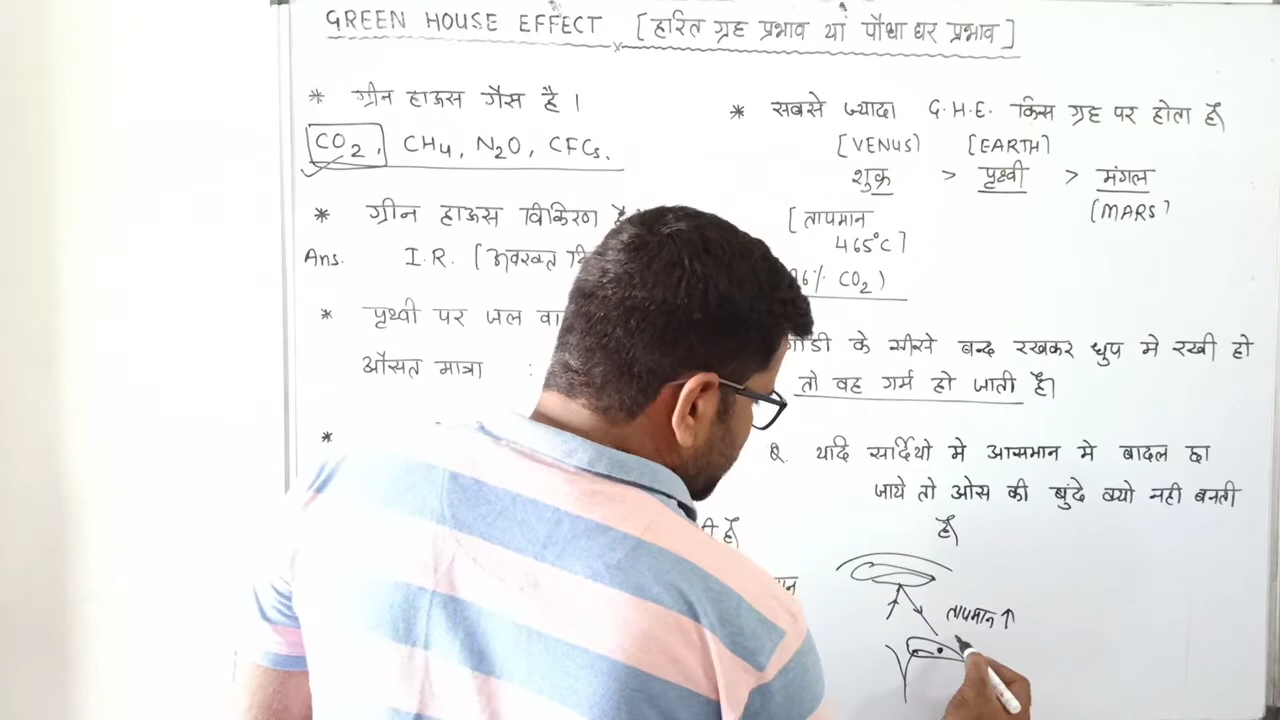 GREEN HOUSE EFFECT [हरित ग्रह प्रभाव यां पौधा घर प्रभाव]
* ग्रीन हाऊस गैस है ।
CO2, CH4, N2O, CFCs.
* ग्रीन हाऊस विकिरण है
Ans. I.R. [अवरक्त
* पृथ्वी पर जल वा
औसत मात्रा :
*
* सबसे ज्यादा G.H.E. किस ग्रह पर होता है
[VENUS] [EARTH]
शुक्र > पृथ्वी > मंगल
[MARS]
[तापमान
465°C]
96% CO2)
गाडी के सीसे बन्द रखकर धुप मे रखी हो
तो वह गर्म हो जाती है।
Q. यदि सर्दियो मे आसमान मे बादल छा
जाये तो ओस की बुंदे क्यो नही बनती
है
A है
तापमान ↑